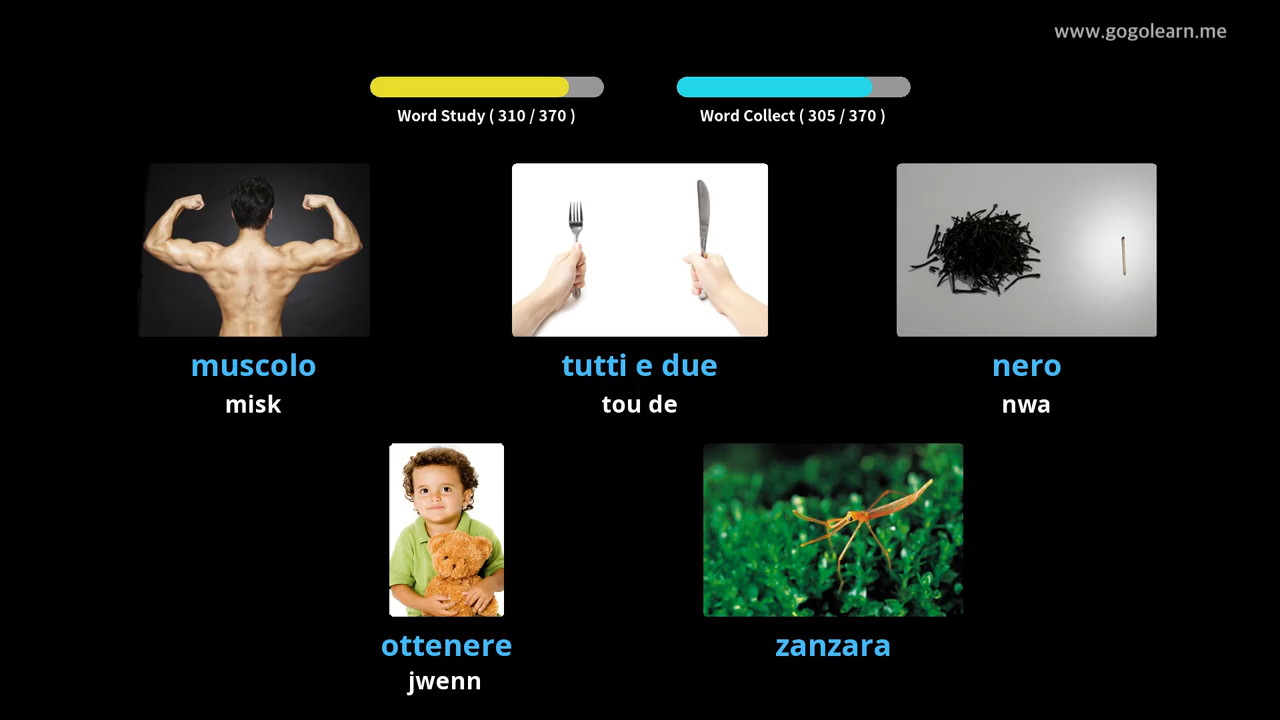 www.gogolearn.me
Word Study ( 310 / 370 )
Word Collect ( 305 / 370 )
muscolo
misk
tutti e due
tou de
nero
nwa
ottenere
jwenn
zanzara